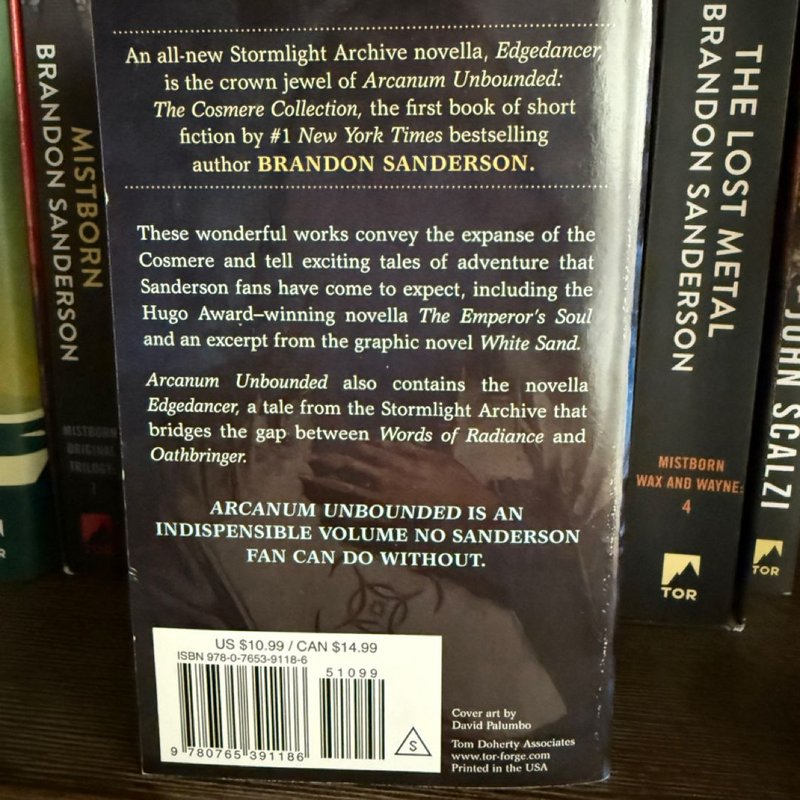 An all-new Stormlight Archive novella, Edgedancer,
is the crown jewel of Arcanum Unbounded:
The Cosmere Collection, the first book of short
fiction by #1 New York Times bestselling
author BRANDON SANDERSON.
These wonderful works convey the expanse of the
Cosmere and tell exciting tales of adventure that
Sanderson fans have come to expect, including the
Hugo Award–winning novella The Emperor's Soul
and an excerpt from the graphic novel White Sand.
Arcanum Unbounded also contains the novella
Edgedancer, a tale from the Stormlight Archive that
bridges the gap between Words of Radiance and
Oathbringer.
ARCANUM UNBOUNDED IS AN
INDISPENSIBLE VOLUME NO SANDERSON
FAN CAN DO WITHOUT.
US $10.99 / CAN $14.99
ISBN 978-0-7653-9118-6
51099
9 780765 391186
S
Cover art by
David Palumbo
Tom Doherty Associates
www.tor-forge.com
Printed in the USA
MISTBORN
BRANDON SANDERSON
MISTBORN
ORIGINAL
TRILOGY:
1
TOR
THE LOST METAL
BRANDON SANDERSON
MISTBORN
WAX AND WAYNE:
4
TOR
JOHN SCALZI
TOR